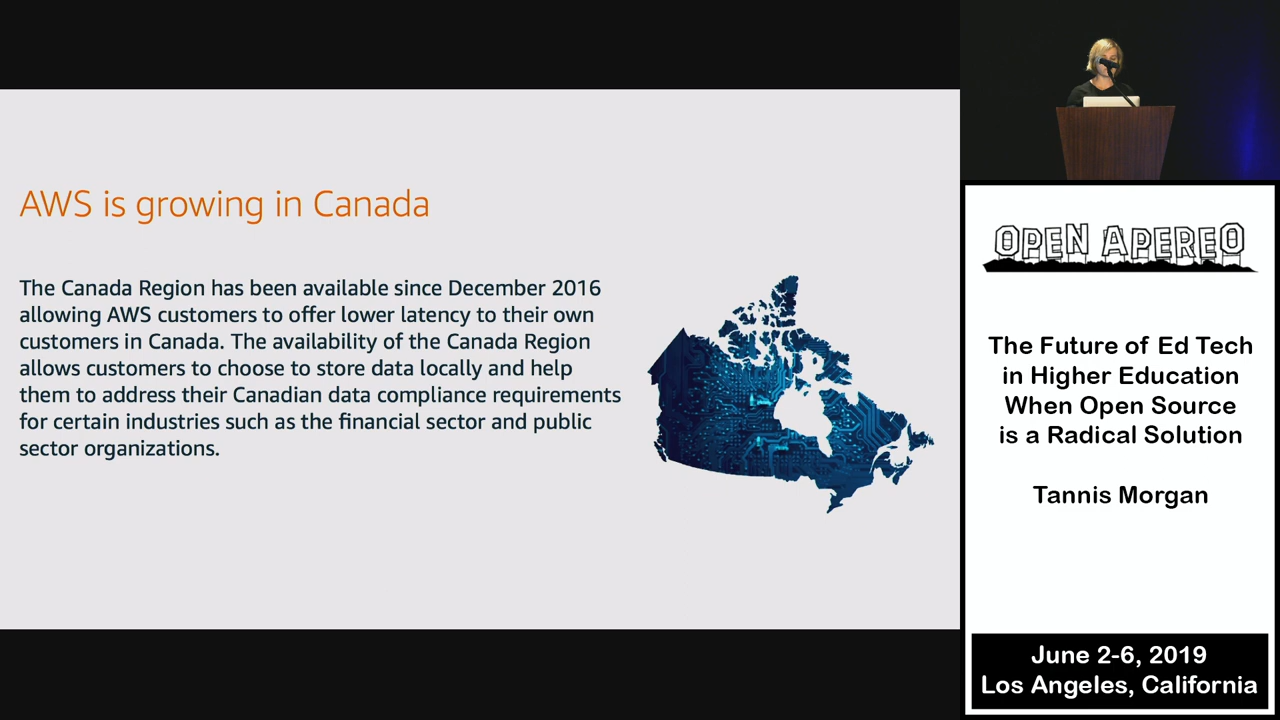 AWS is growing in Canada
The Canada Region has been available since December 2016
allowing AWS customers to offer lower latency to their own
customers in Canada. The availability of the Canada Region
allows customers to choose to store data locally and help
them to address their Canadian data compliance requirements
for certain industries such as the financial sector and public
sector organizations.
OPEN APEREO
The Future of Ed Tech
in Higher Education
When Open Source
is a Radical Solution
Tannis Morgan
June 2-6, 2019
Los Angeles, California